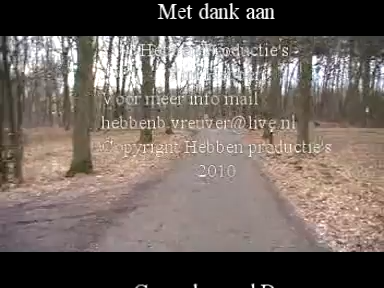 Met dank aan
Hebben productie's -
Voor meer info mail
hebbenb.vreuver@live.nl
Copyright Hebben productie's
2010